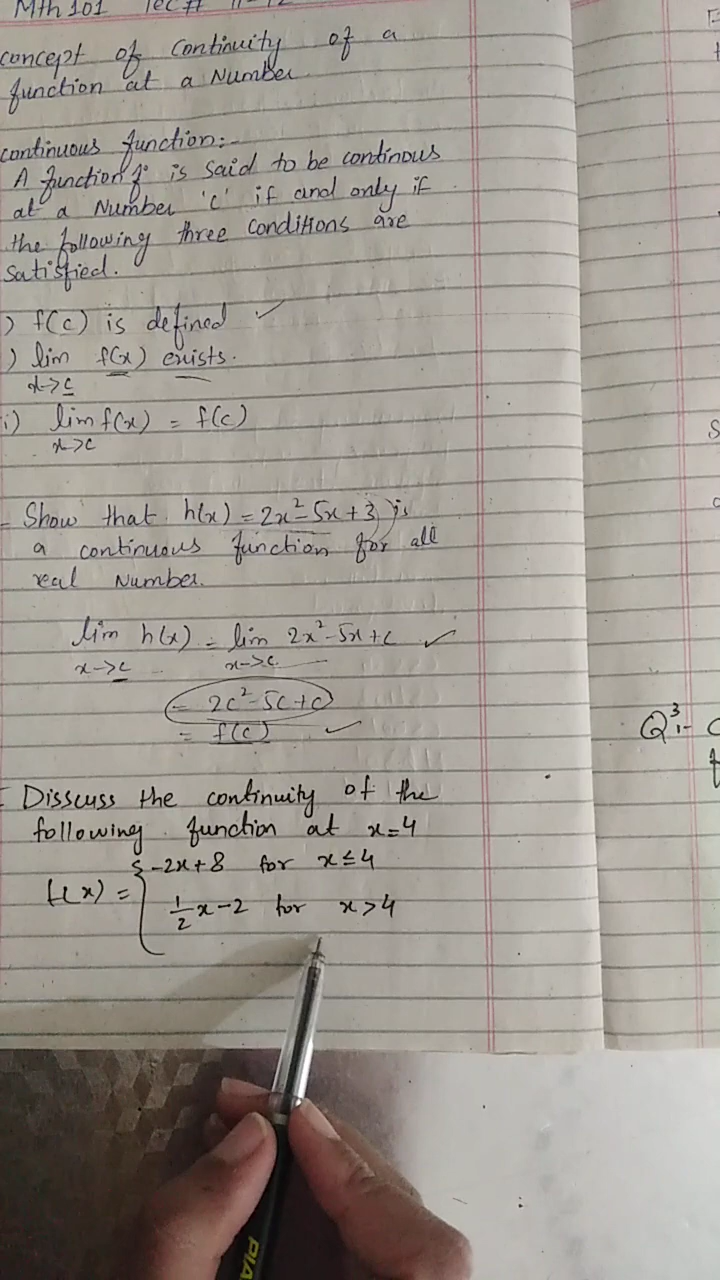 Mth 101 Lec #
concept of Continuity of a
function at a Number
continuous function:-
A function f is said to be continous
at a Number 'c' if and only if
the following three conditions are
satisfied.
) f(c) is defined ✓
) lim f(x) exists.
x->c
i) lim f(x) = f(c)
x->c
- Show that h(x) = 2x²-5x+3, is
a continuous function for all
real Number.
lim h(x) = lim 2x²-5x+c ✓
x->c x->c
= 2c²-5c+c
= f(c) ✓
Disscuss the continuity of the
following function at x=4
f(x) = { -2x+8 for x≤4
1/2 x-2 for x>4
Q3:-
PIA